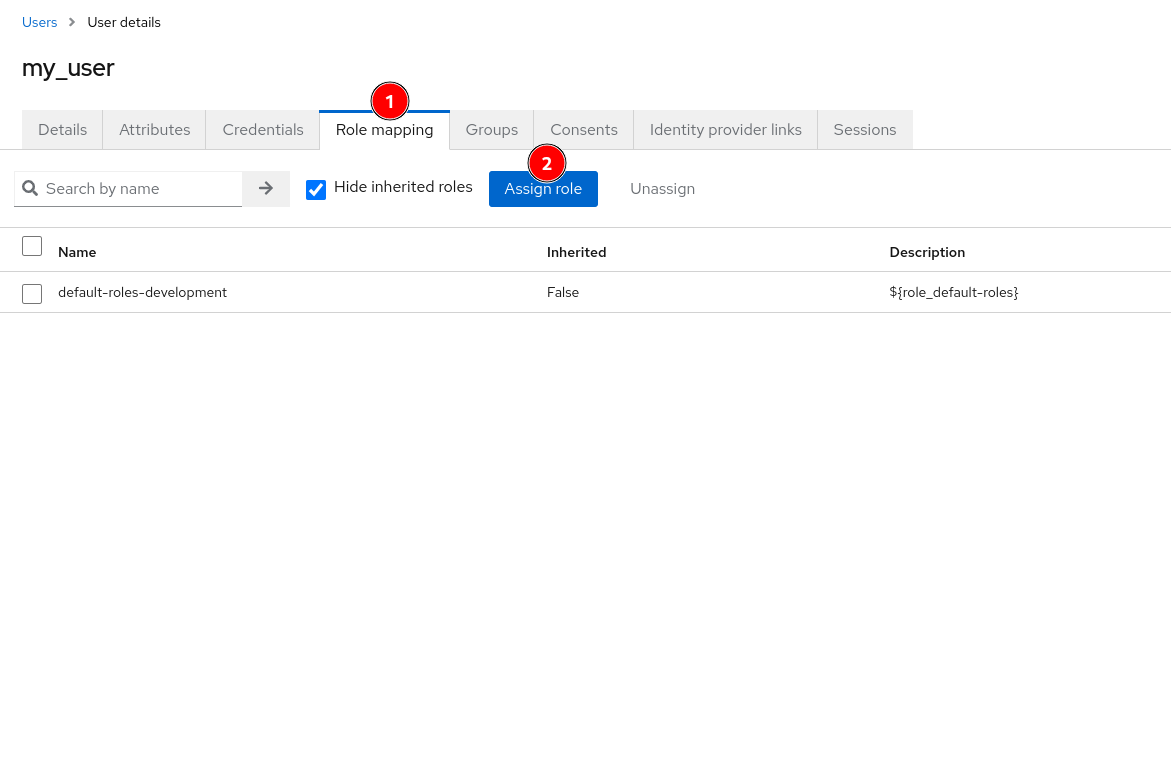 Users > User details
my_user
1
Details Attributes Credentials Role mapping Groups Consents Identity provider links Sessions
2
Search by name Hide inherited roles Assign role Unassign
Name Inherited Description
default-roles-development False ${role_default-roles}